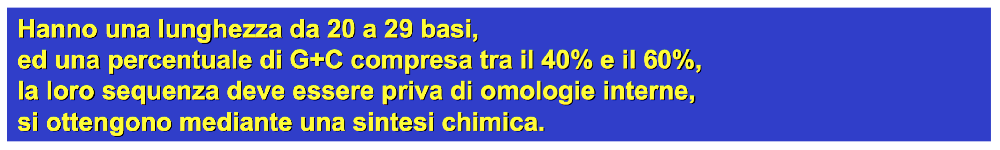 Hanno una lunghezza da 20 a 29 basi,
ed una percentuale di G+C compresa tra il 40% e il 60%,
la loro sequenza deve essere priva di omologie interne,
si ottengono mediante una sintesi chimica.